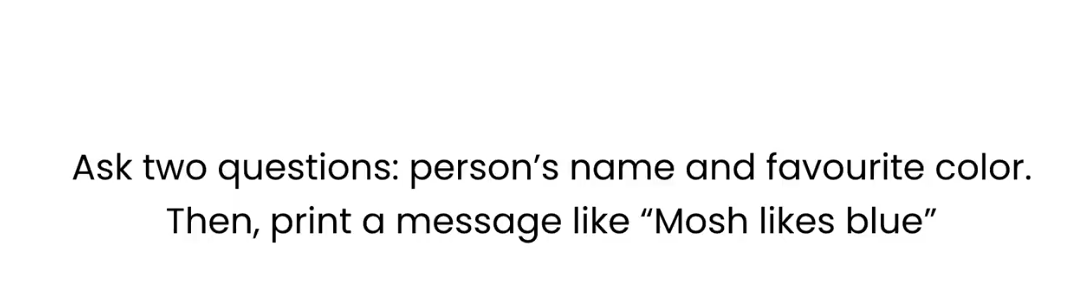 Ask two questions: person’s name and favourite color.
Then, print a message like “Mosh likes blue”